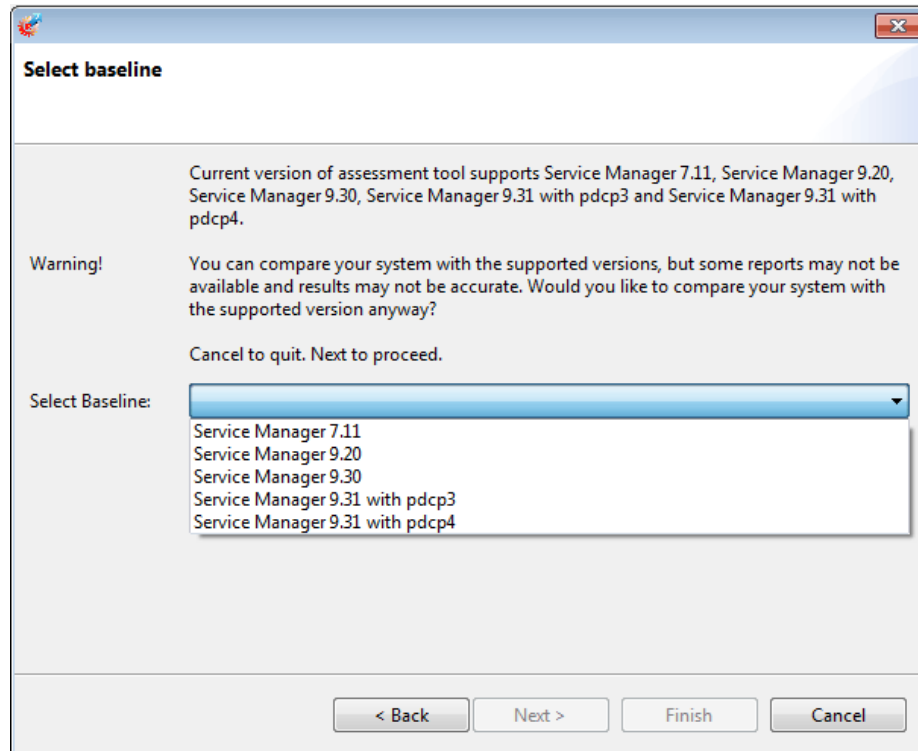 Select baseline
Current version of assessment tool supports Service Manager 7.11, Service Manager 9.20,
Service Manager 9.30, Service Manager 9.31 with pdcp3 and Service Manager 9.31 with
pdcp4.
Warning!
You can compare your system with the supported versions, but some reports may not be
available and results may not be accurate. Would you like to compare your system with
the supported version anyway?
Cancel to quit. Next to proceed.
Select Baseline:
Service Manager 7.11
Service Manager 9.20
Service Manager 9.30
Service Manager 9.31 with pdcp3
Service Manager 9.31 with pdcp4
< Back
Next >
Finish
Cancel